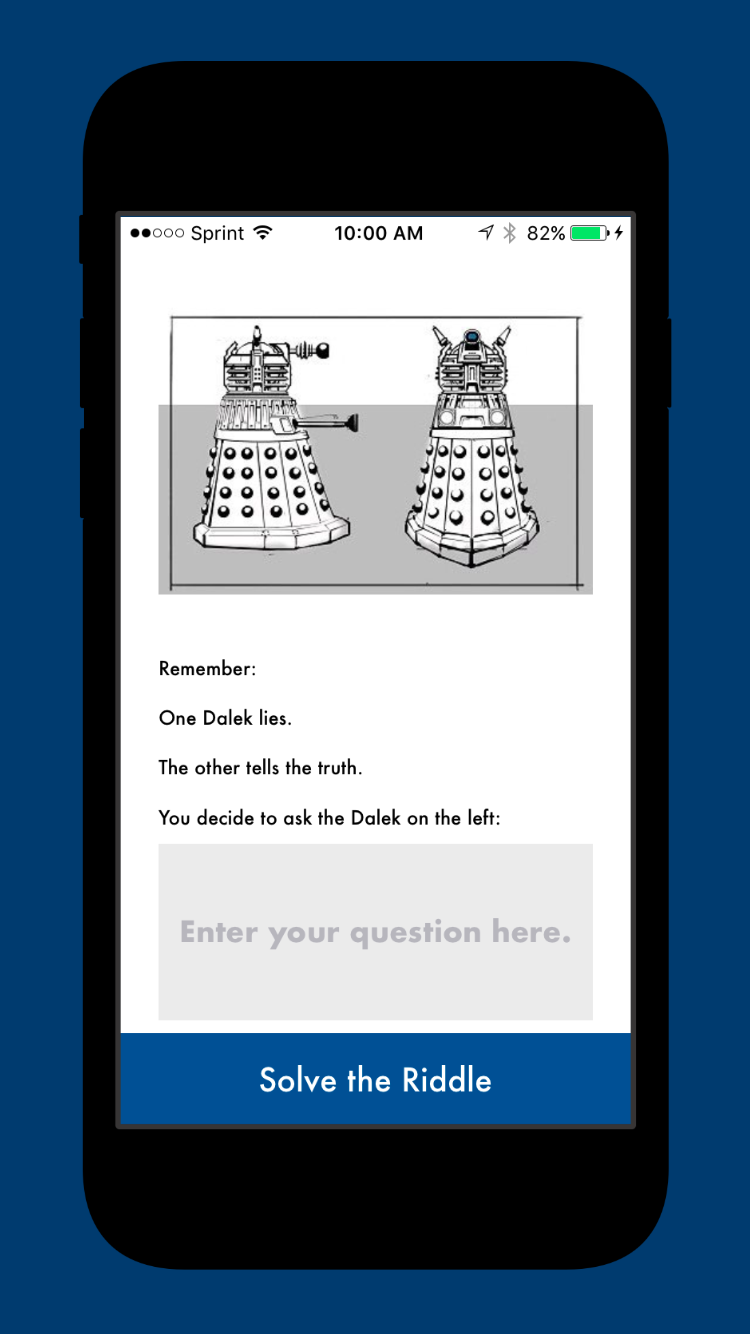 Sprint 10:00 AM 82%
Remember:
One Dalek lies.
The other tells the truth.
You decide to ask the Dalek on the left:
Enter your question here.
Solve the Riddle